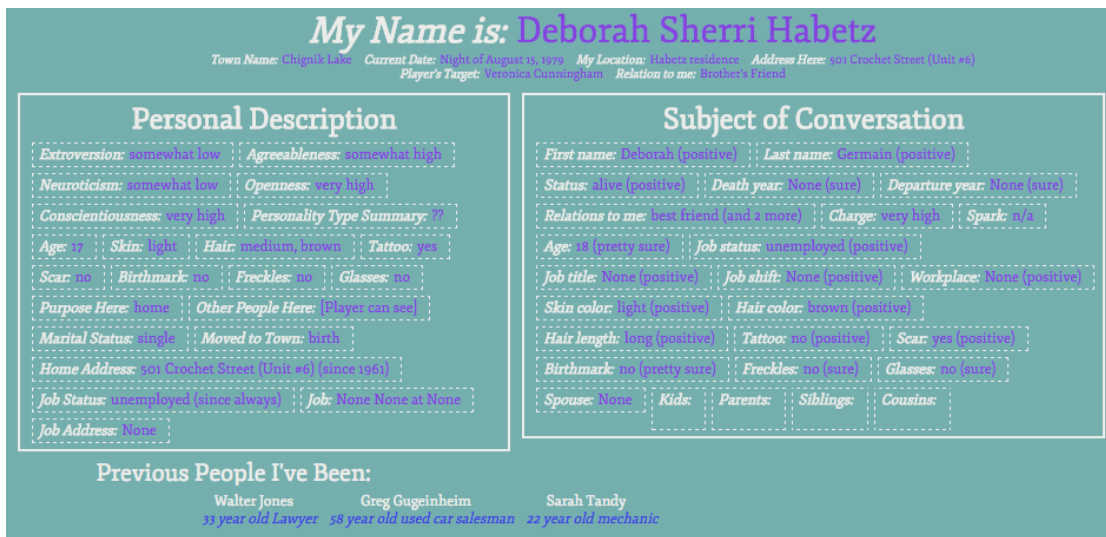 My Name is: Deborah Sherri Habetz
Town Name: Chignik Lake Current Date: Night of August 15, 1979 My Location: Habetz residence Address Here: 501 Crochet Street (Unit #6)
Player's Target: Veronica Cunningham Relation to me: Brother's Friend
Personal Description
Extroversion: somewhat low Agreeableness: somewhat high
Neuroticism: somewhat low Openness: very high
Conscientiousness: very high Personality Type Summary: ??
Age: 17 Skin: light Hair: medium, brown Tattoo: yes
Scar: no Birthmark: no Freckles: no Glasses: no
Purpose Here: home Other People Here: [Player can see]
Marital Status: single Moved to Town: birth
Home Address: 501 Crochet Street (Unit #6) (since 1961)
Job Status: unemployed (since always) Job: None None at None
Job Address: None
Subject of Conversation
First name: Deborah (positive) Last name: Germain (positive)
Status: alive (positive) Death year: None (sure) Departure year: None (sure)
Relations to me: best friend (and 2 more) Charge: very high Spark: n/a
Age: 18 (pretty sure) Job status: unemployed (positive)
Job title: None (positive) Job shift: None (positive) Workplace: None (positive)
Skin color: light (positive) Hair color: brown (positive)
Hair length: long (positive) Tattoo: no (positive) Scar: yes (positive)
Birthmark: no (pretty sure) Freckles: no (sure) Glasses: no (sure)
Spouse: None Kids: Parents: Siblings: Cousins:
Previous People I've Been:
Walter Jones Greg Gugeinheim Sarah Tandy
33 year old Lawyer 58 year old used car salesman 22 year old mechanic